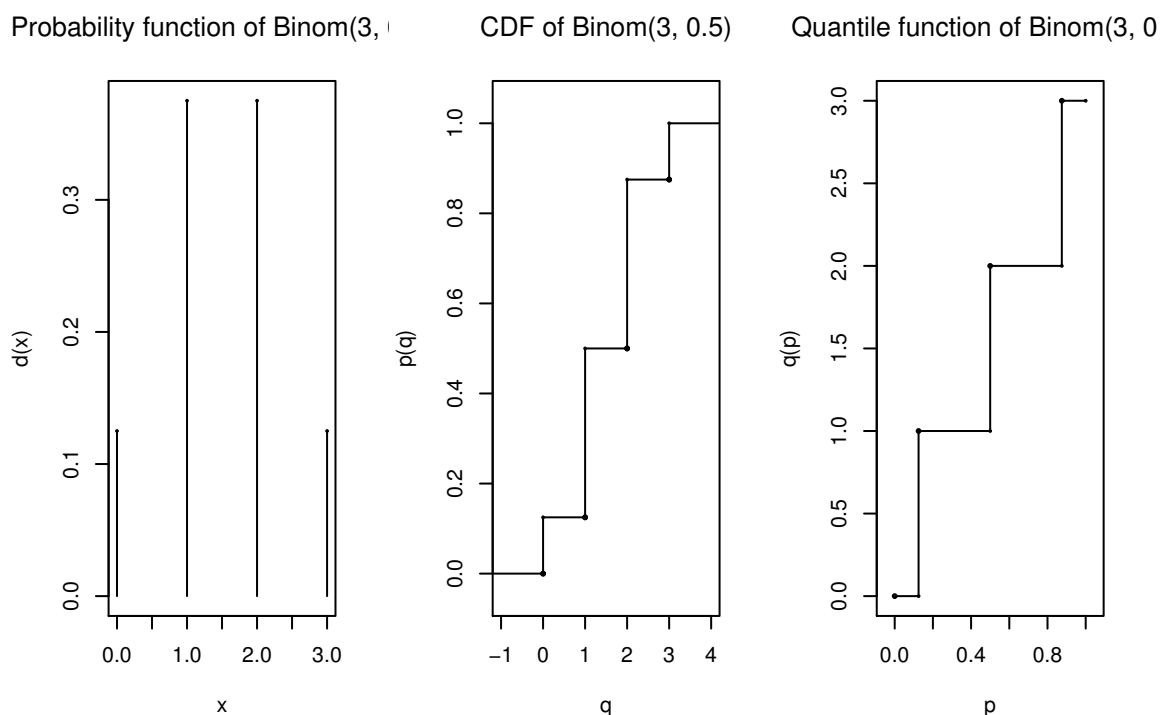 Probability function of Binom(3,
CDF of Binom(3, 0.5)
Quantile function of Binom(3, 0
d(x)
0.3
0.2
0.1
0.0
0.0 1.0 2.0 3.0
x
p(q)
1.0
0.8
0.6
0.4
0.2
0.0
−1 0 1 2 3 4
q
q(p)
3.0
2.5
2.0
1.5
1.0
0.5
0.0
0.0 0.4 0.8
p